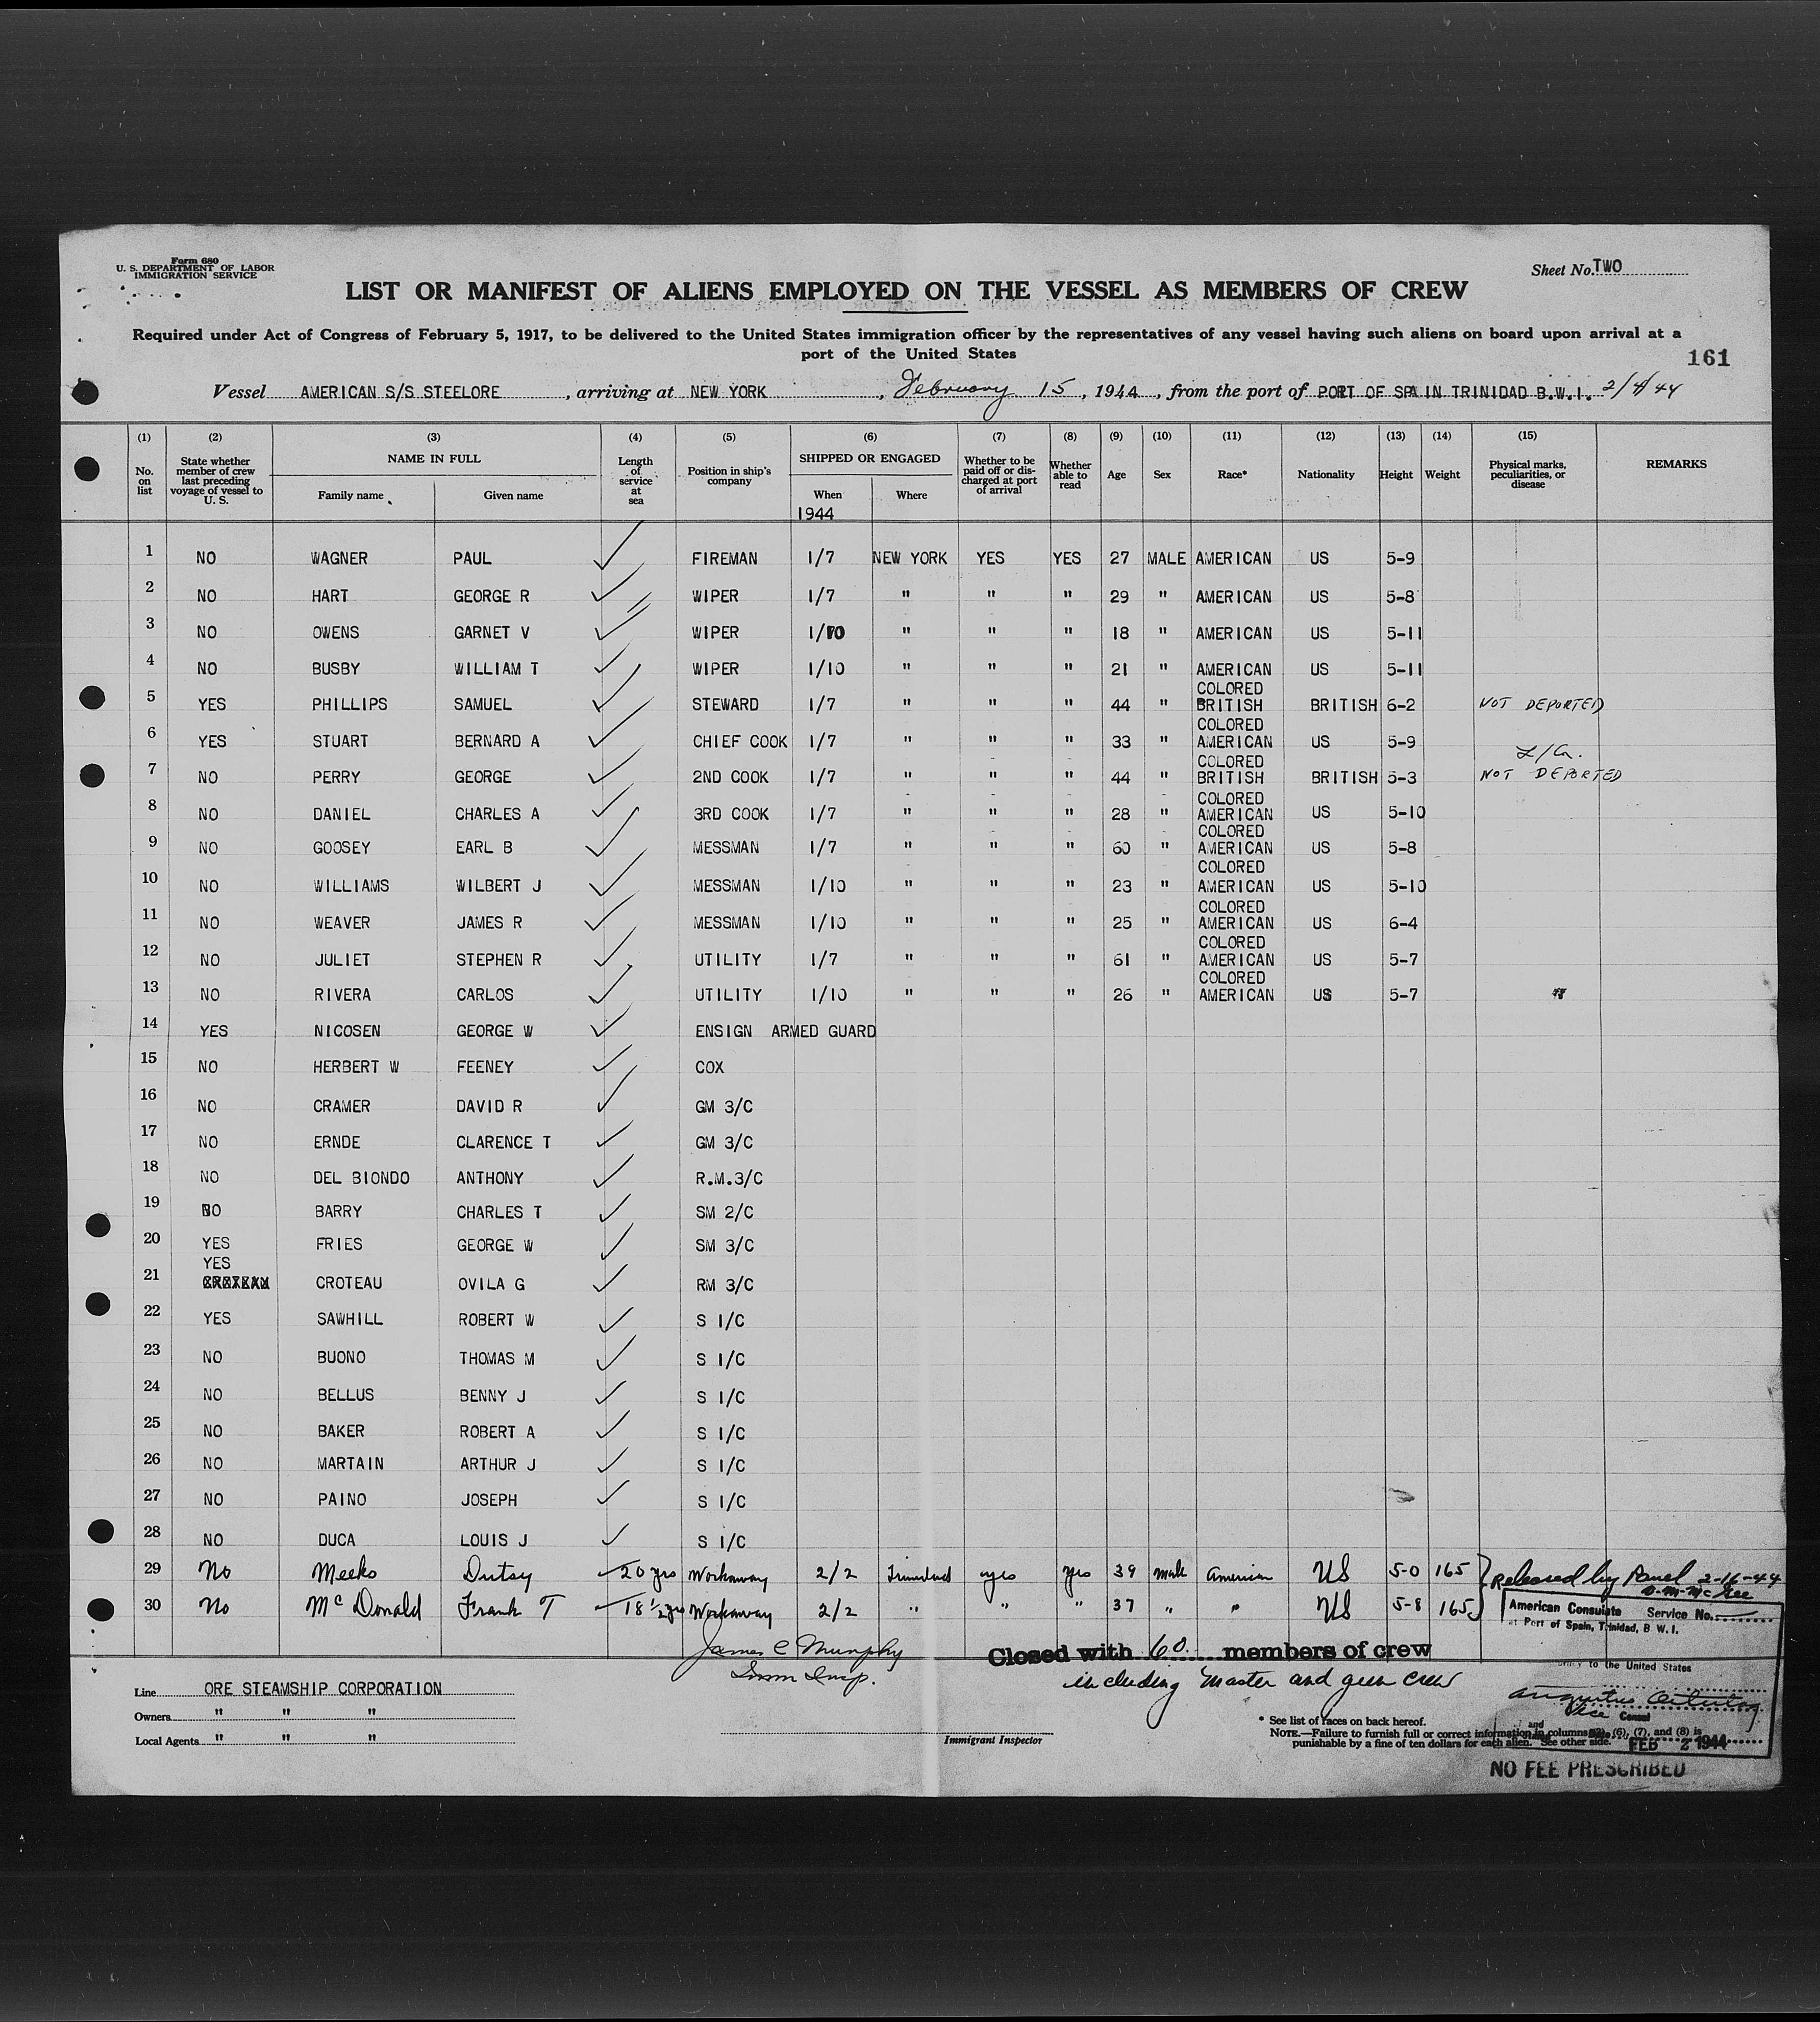 Form 680
U. S. DEPARTMENT OF LABOR
IMMIGRATION SERVICE
Sheet No. TWO
LIST OR MANIFEST OF ALIENS EMPLOYED ON THE VESSEL AS MEMBERS OF CREW
Required under Act of Congress of February 5, 1917, to be delivered to the United States immigration officer by the representatives of any vessel having such aliens on board upon arrival at a
port of the United States
161
Vessel AMERICAN S/S STEELORE, arriving at NEW YORK, February 15, 1944, from the port of PORT OF SPAIN TRINIDAD B.W.I. 2/4/44
(1) (2) (3) (4) (5) (6) (7) (8) (9) (10) (11) (12) (13) (14) (15)
No. on list State whether member of crew last preceding voyage of vessel to U. S. NAME IN FULL Family name Given name Length of service at sea Position in ship's company SHIPPED OR ENGAGED When Where Whether to be paid off or discharged at port of arrival Whether able to read Age Sex Race* Nationality Height Weight Physical marks, peculiarities, or disease REMARKS
1944
1 NO WAGNER PAUL FIREMAN 1/7 NEW YORK YES YES 27 MALE AMERICAN US 5-9
2 NO HART GEORGE R WIPER 1/7 " " " 29 " AMERICAN US 5-8
3 NO OWENS GARNET V WIPER 1/10 " " " 18 " AMERICAN US 5-11
4 NO BUSBY WILLIAM T WIPER 1/10 " " " 21 " AMERICAN US 5-11
5 YES PHILLIPS SAMUEL STEWARD 1/7 " " " 44 " COLORED BRITISH BRITISH 6-2 NOT DEPORTED
6 YES STUART BERNARD A CHIEF COOK 1/7 " " " 33 " COLORED AMERICAN US 5-9
7 NO PERRY GEORGE 2ND COOK 1/7 " " " 44 " COLORED BRITISH BRITISH 5-3 NOT DEPORTED
8 NO DANIEL CHARLES A 3RD COOK 1/7 " " " 28 " COLORED AMERICAN US 5-10
9 NO GOOSEY EARL B MESSMAN 1/7 " " " 60 " COLORED AMERICAN US 5-8
10 NO WILLIAMS WILBERT J MESSMAN 1/10 " " " 23 " COLORED AMERICAN US 5-10
11 NO WEAVER JAMES R MESSMAN 1/10 " " " 25 " COLORED AMERICAN US 6-4
12 NO JULIET STEPHEN R UTILITY 1/7 " " " 61 " COLORED AMERICAN US 5-7
13 NO RIVERA CARLOS UTILITY 1/10 " " " 26 " COLORED AMERICAN US 5-7
14 YES NICOSEN GEORGE W ENSIGN ARMED GUARD
15 NO HERBERT W FEENEY COX
16 NO CRAMER DAVID R GM 3/C
17 NO ERNDE CLARENCE T GM 3/C
18 NO DEL BIONDO ANTHONY R.M.3/C
19 NO BARRY CHARLES T SM 2/C
20 YES FRIES GEORGE W SM 3/C
21 YES CROTEAU OVILA G RM 3/C
22 YES SAWHILL ROBERT W S 1/C
23 NO BUONO THOMAS M S 1/C
24 NO BELLUS BENNY J S 1/C
25 NO BAKER ROBERT A S 1/C
26 NO MARTAIN ARTHUR J S 1/C
27 NO PAINO JOSEPH S 1/C
28 NO DUCA LOUIS J S 1/C
29 No Meeks Dutsy 20 yrs Workaway 2/2 Trinidad yes yes 39 Male American US 5-0 165 Released by Panel 2-16-44
30 No McDonald Frank T 18 1/2 yrs Workaway 2/2 " " " 37 " " US 5-8 165
American Consulate Service No.
at Port of Spain, Trinidad, B. W. I.
James C Murphy
Imm Insp.
Closed with 60 members of crew
including Master and gun crew
to the United States
Vice Consul
Line ORE STEAMSHIP CORPORATION
Owners " " "
Local Agents " " "
Immigrant Inspector
* See list of races on back hereof.
NOTE.—Failure to furnish full or correct information in columns (2), (6), (7), and (8) is
punishable by a fine of ten dollars for each alien. See other side.
FEB 2 1944
NO FEE PRESCRIBED